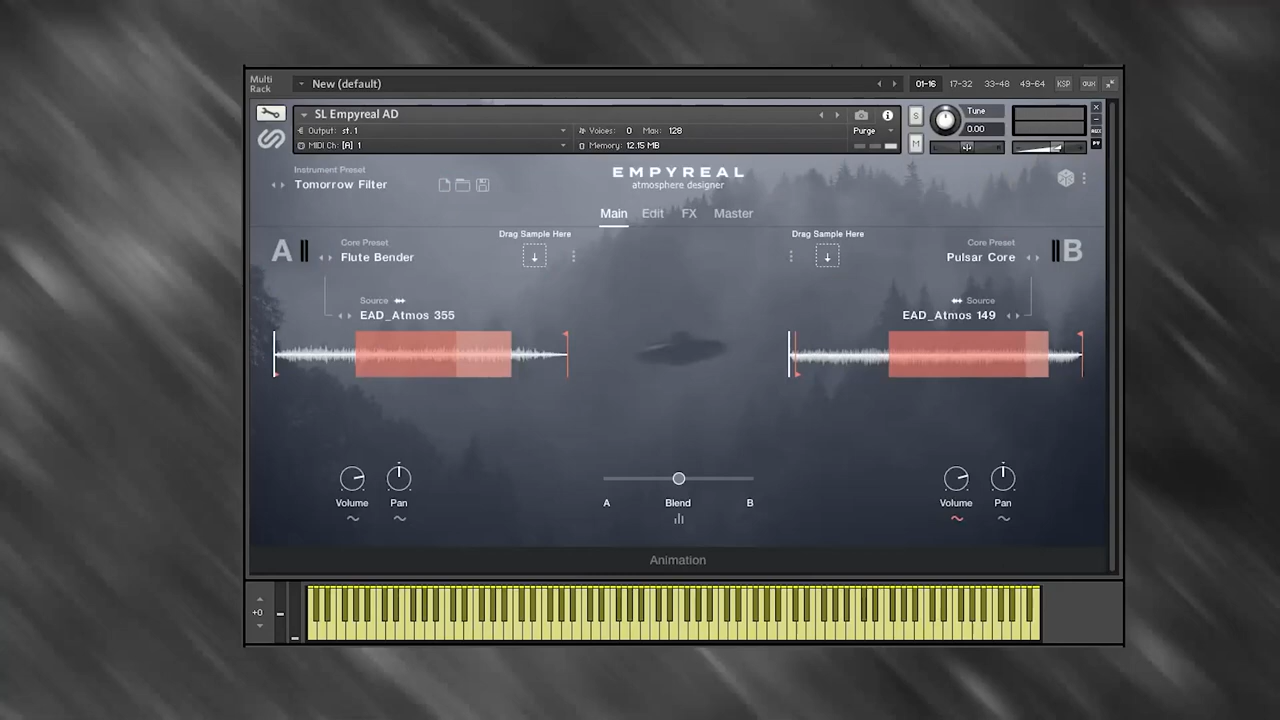 Multi
Rack
New (default)
01-16 17-32 33-48 49-64 KSP aux
SL Empyreal AD
Output: st.1
Voices: 0 Max: 128
Purge
MIDI Ch: [A] 1
Memory: 12.15 MB
S
M
Tune
0.00
AUX
PV
Instrument Preset
Tomorrow Filter
EMPYREAL
atmosphere designer
Main Edit FX Master
A
Core Preset
Flute Bender
Drag Sample Here
Drag Sample Here
Core Preset
Pulsar Core
B
Source
EAD_Atmos 355
Source
EAD_Atmos 149
Volume Pan
A Blend B
Volume Pan
Animation
+0